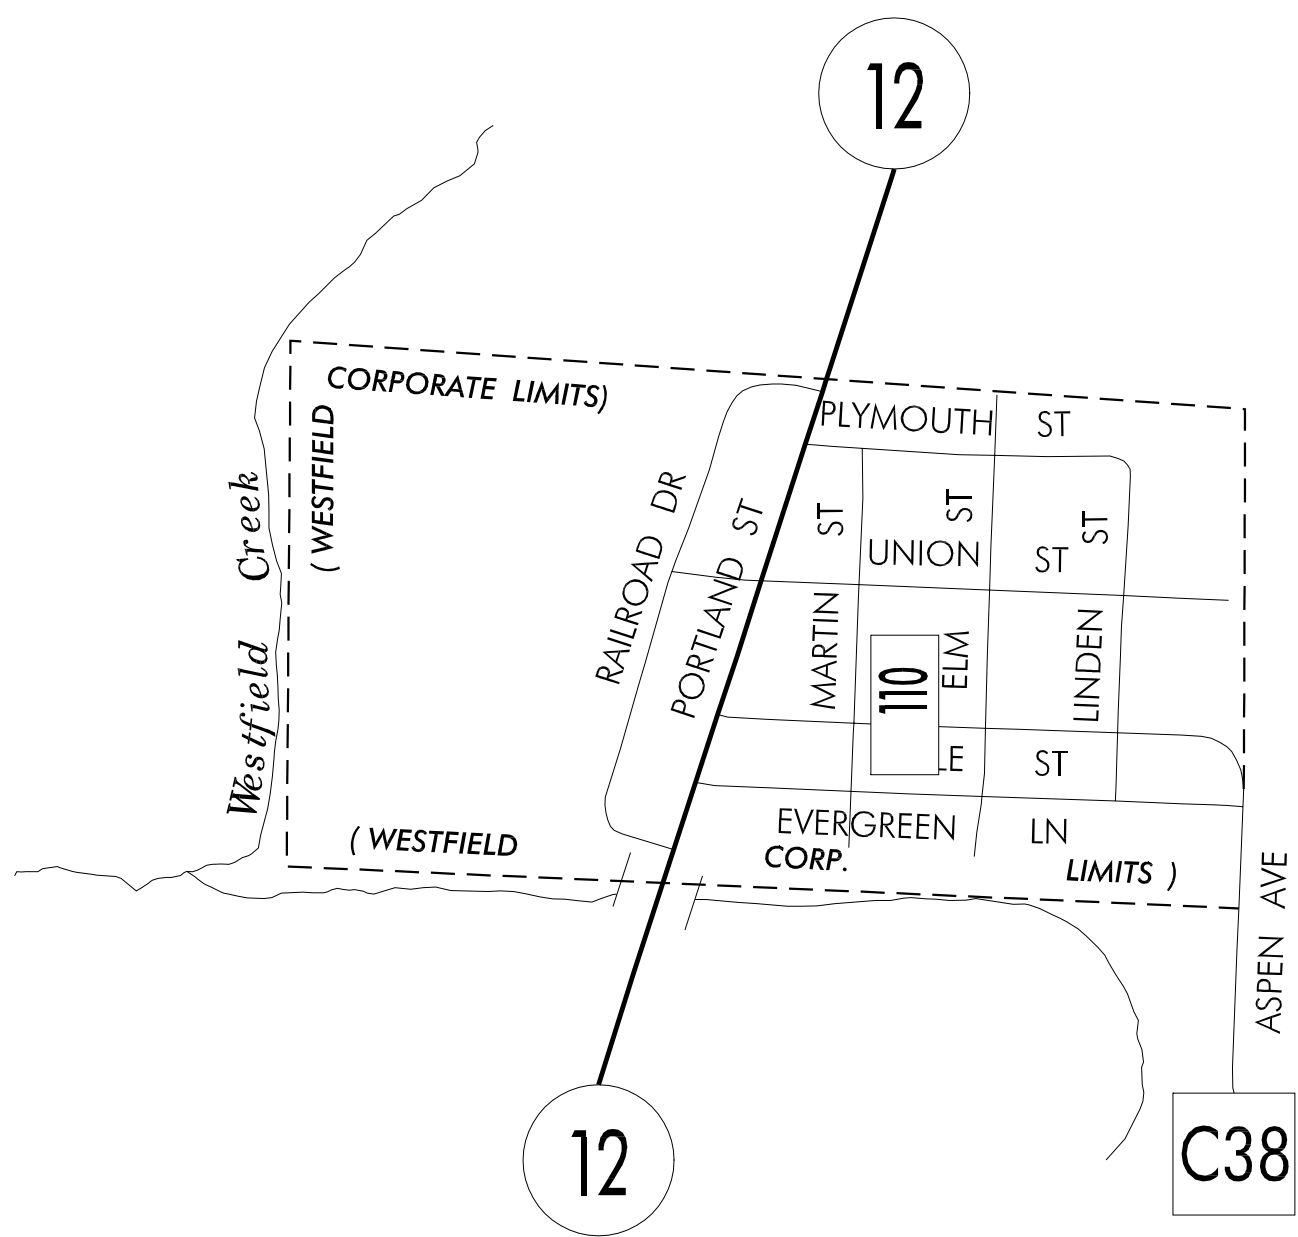 12
CORPORATE LIMITS)
(WESTFIELD
PLYMOUTH ST
Westfield Creek
RAILROAD DR
PORTLAND ST
MARTIN ST
ELM ST
LINDEN ST
UNION ST
110
LE ST
EVERGREEN LN
( WESTFIELD
CORP.
LIMITS )
ASPEN AVE
12
C38